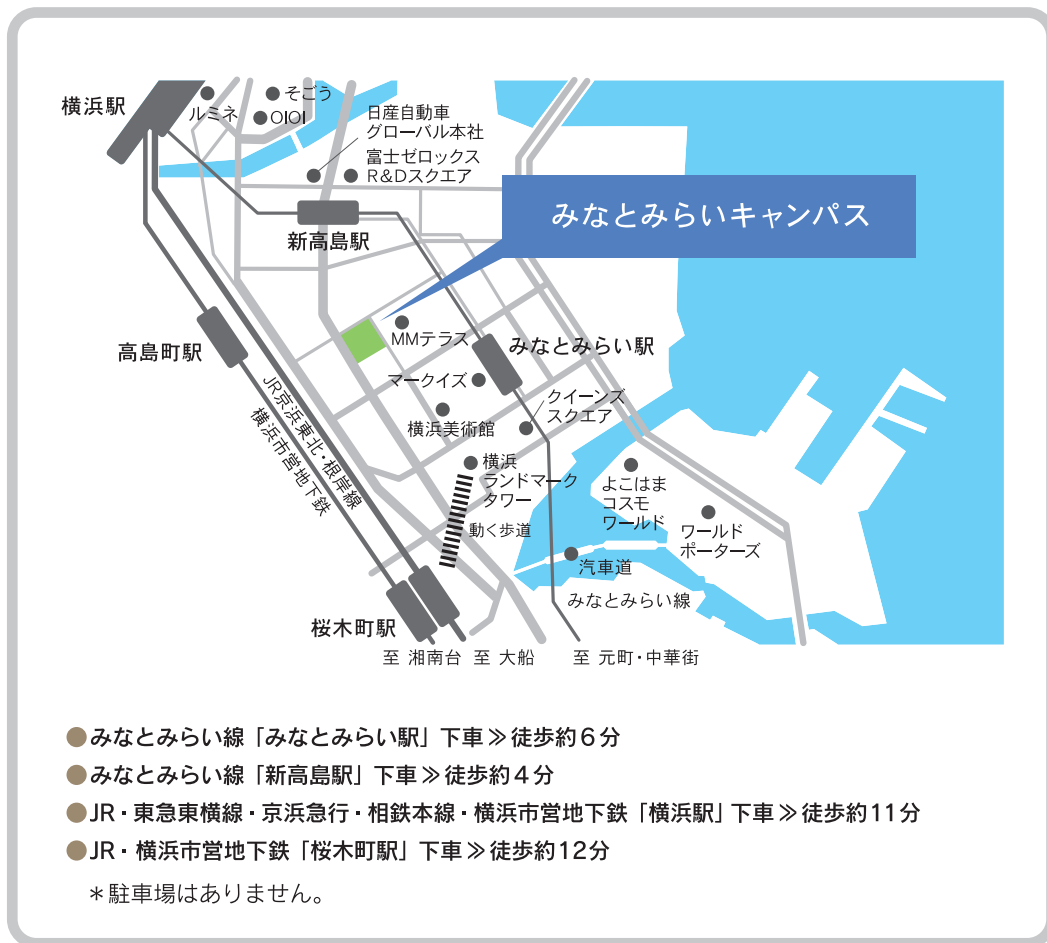 横浜駅
ルミネ
そごう
OIOI
日産自動車
グローバル本社
富士ゼロックス
R&Dスクエア
みなとみらいキャンパス
新高島駅
MMテラス
みなとみらい駅
高島町駅
マークイズ
クイーンズ
スクエア
横浜美術館
JR京浜東北・根岸線
横浜市営地下鉄
横浜
ランドマーク
タワー
よこはま
コスモ
ワールド
動く歩道
ワールド
ポーターズ
汽車道
みなとみらい線
桜木町駅
至 湘南台
至 大船
至 元町・中華街
●みなとみらい線「みなとみらい駅」下車≫徒歩約6分
●みなとみらい線「新高島駅」下車≫徒歩約4分
●JR・東急東横線・京浜急行・相鉄本線・横浜市営地下鉄「横浜駅」下車≫徒歩約11分
●JR・横浜市営地下鉄「桜木町駅」下車≫徒歩約12分
＊駐車場はありません。